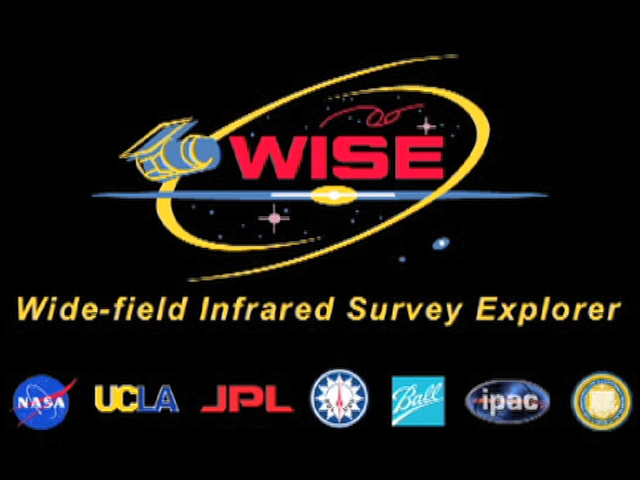 WISE
Wide-field Infrared Survey Explorer
NASA UCLA JPL Ball ipac